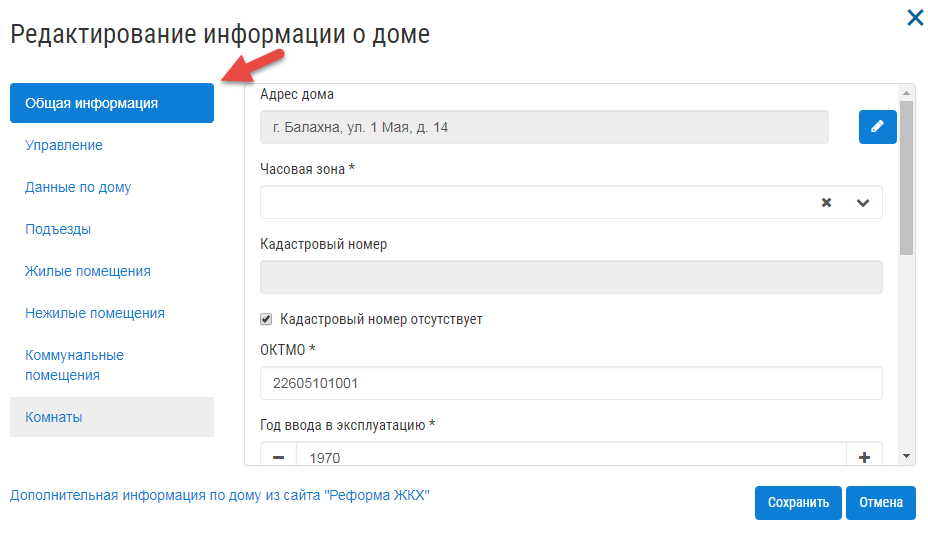 Редактирование информации о доме
Общая информация
Управление
Данные по дому
Подъезды
Жилые помещения
Нежилые помещения
Коммунальные
помещения
Комнаты
Адрес дома
г. Балахна, ул. 1 Мая, д. 14
Часовая зона *
Кадастровый номер
Кадастровый номер отсутствует
ОКТМО *
22605101001
Год ввода в эксплуатацию *
1970
Дополнительная информация по дому из сайта "Реформа ЖКХ"
Сохранить
Отмена